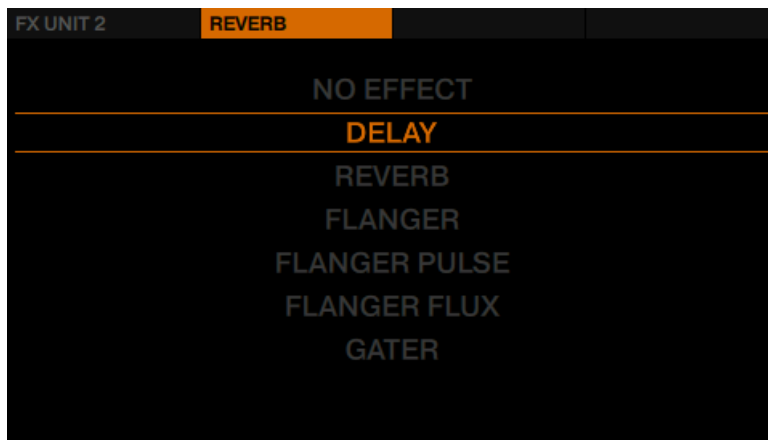 FX UNIT 2 REVERB
NO EFFECT
DELAY
REVERB
FLANGER
FLANGER PULSE
FLANGER FLUX
GATER